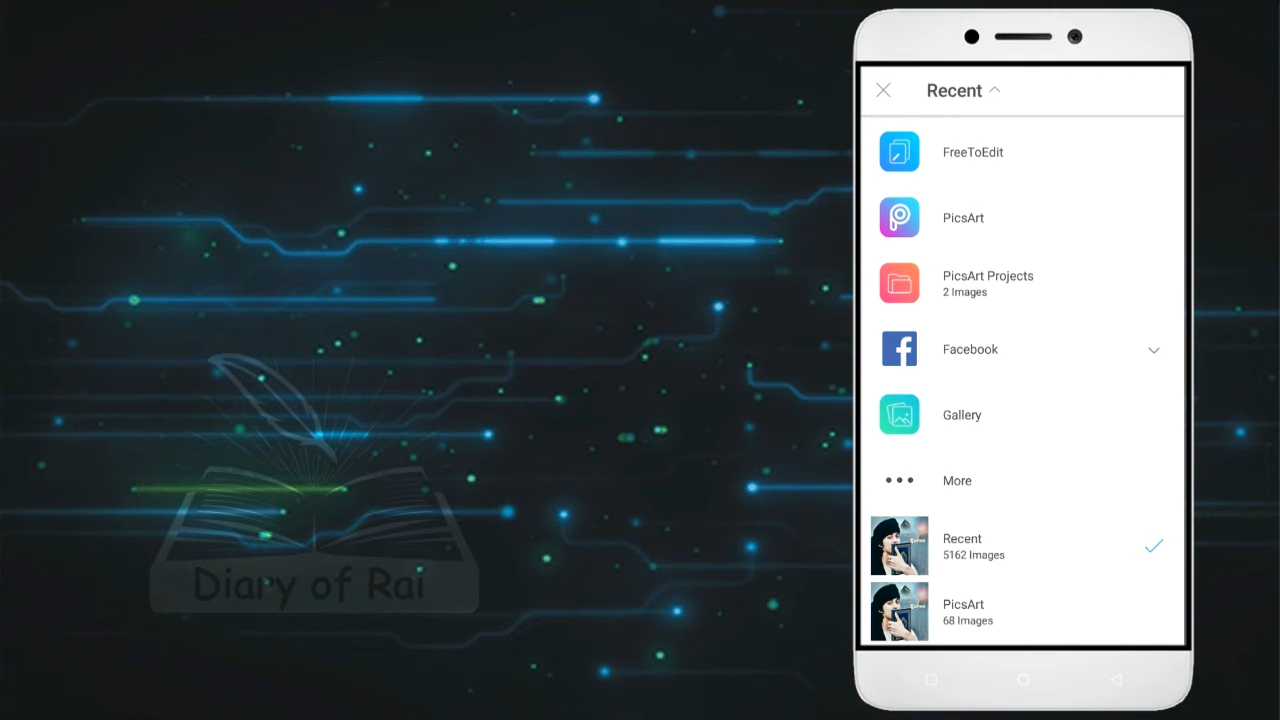 Recent
FreeToEdit
PicsArt
PicsArt Projects
2 Images
Facebook
Gallery
More
Recent
5162 Images
PicsArt
68 Images
Diary of Rai